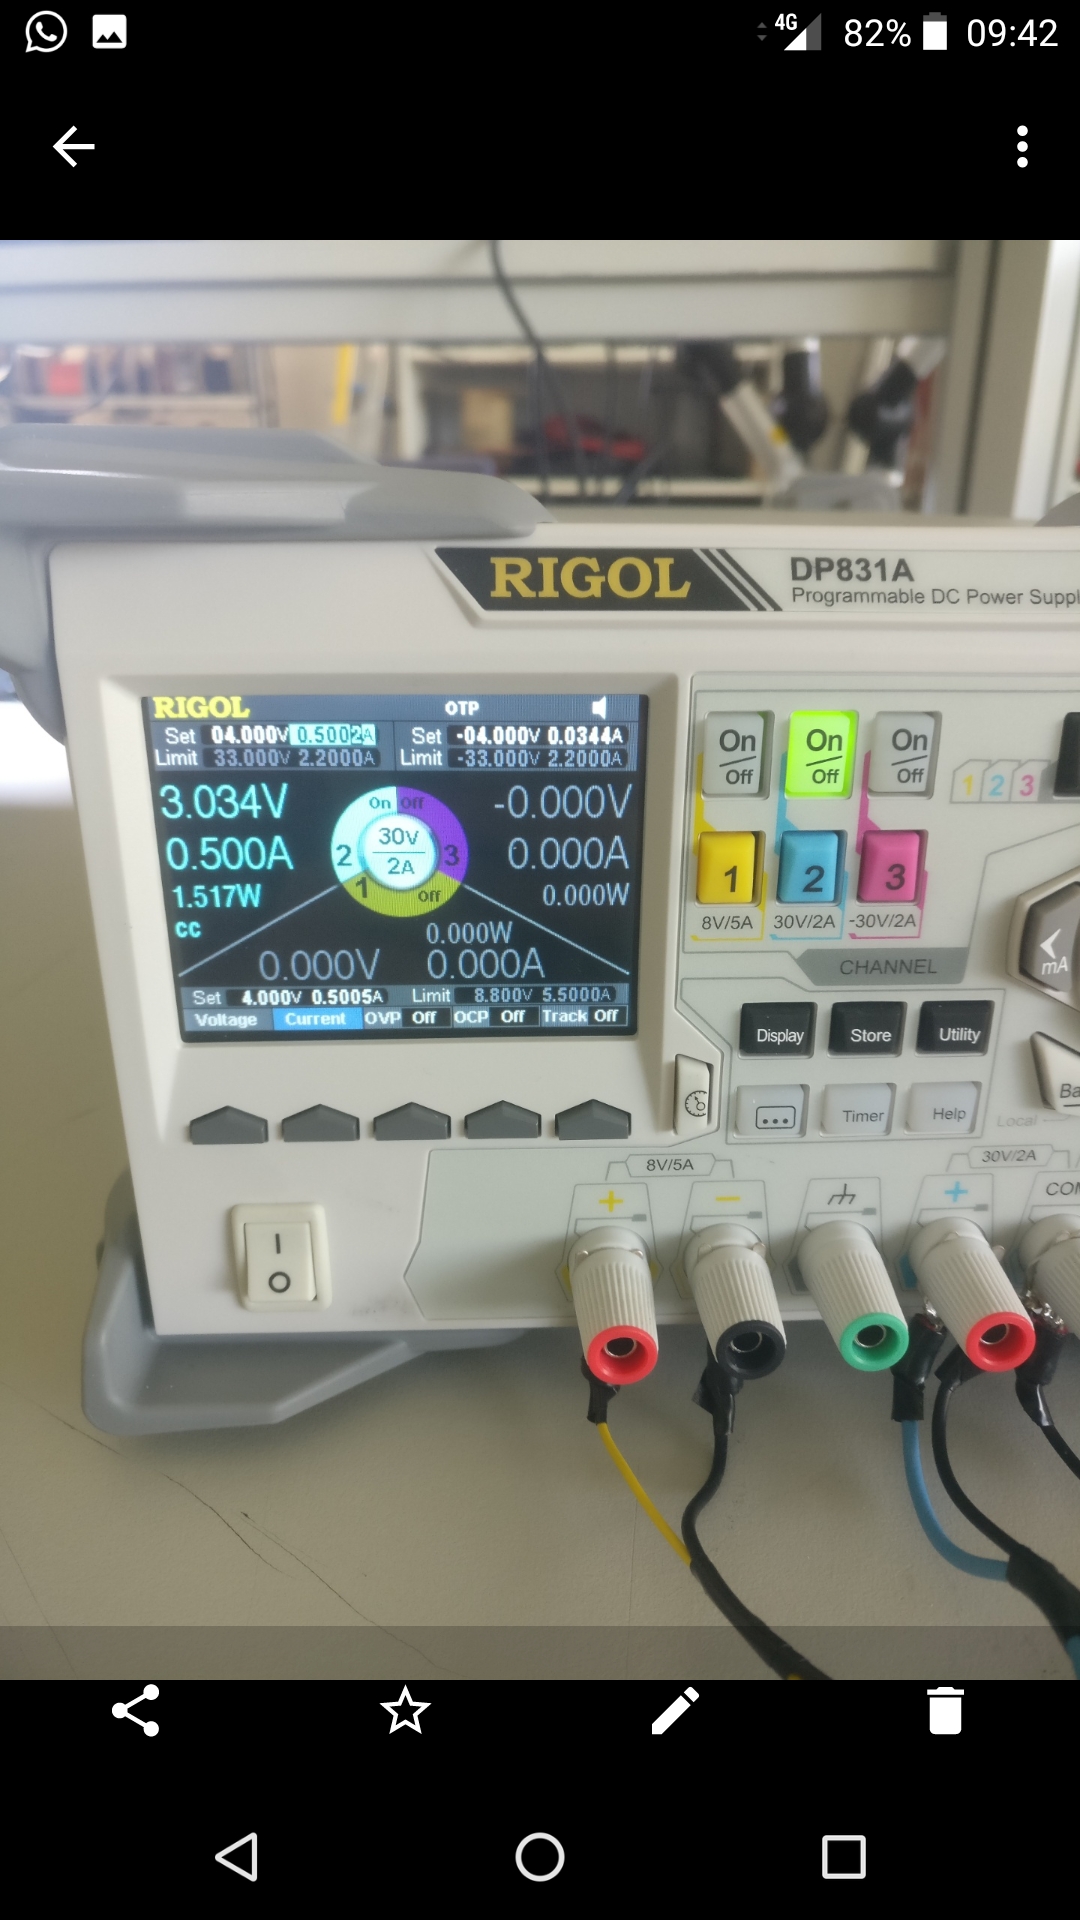 4G 82% 09:42
RIGOL DP831A
Programmable DC Power Suppl
RIGOL OTP
Set 04.000V 0.5002A Set -04.000V 0.0344A
Limit 33.000V 2.2000A Limit -33.000V 2.2000A
3.034V On Off -0.000V
0.500A 2 30V 2A 3 0.000A
1.517W 1 Off 0.000W
CC 0.000W
0.000V 0.000A
Set 4.000V 0.5005A Limit 8.800V 5.5000A
Voltage Current OVP Off OCP Off Track Off
On Off On Off On Off
1 2 3
1 2 3
8V/5A 30V/2A -30V/2A
CHANNEL
mA
Display Store Utility
Timer Help
Ba
Local
8V/5A 30V/2A
+ − + COM
I
O